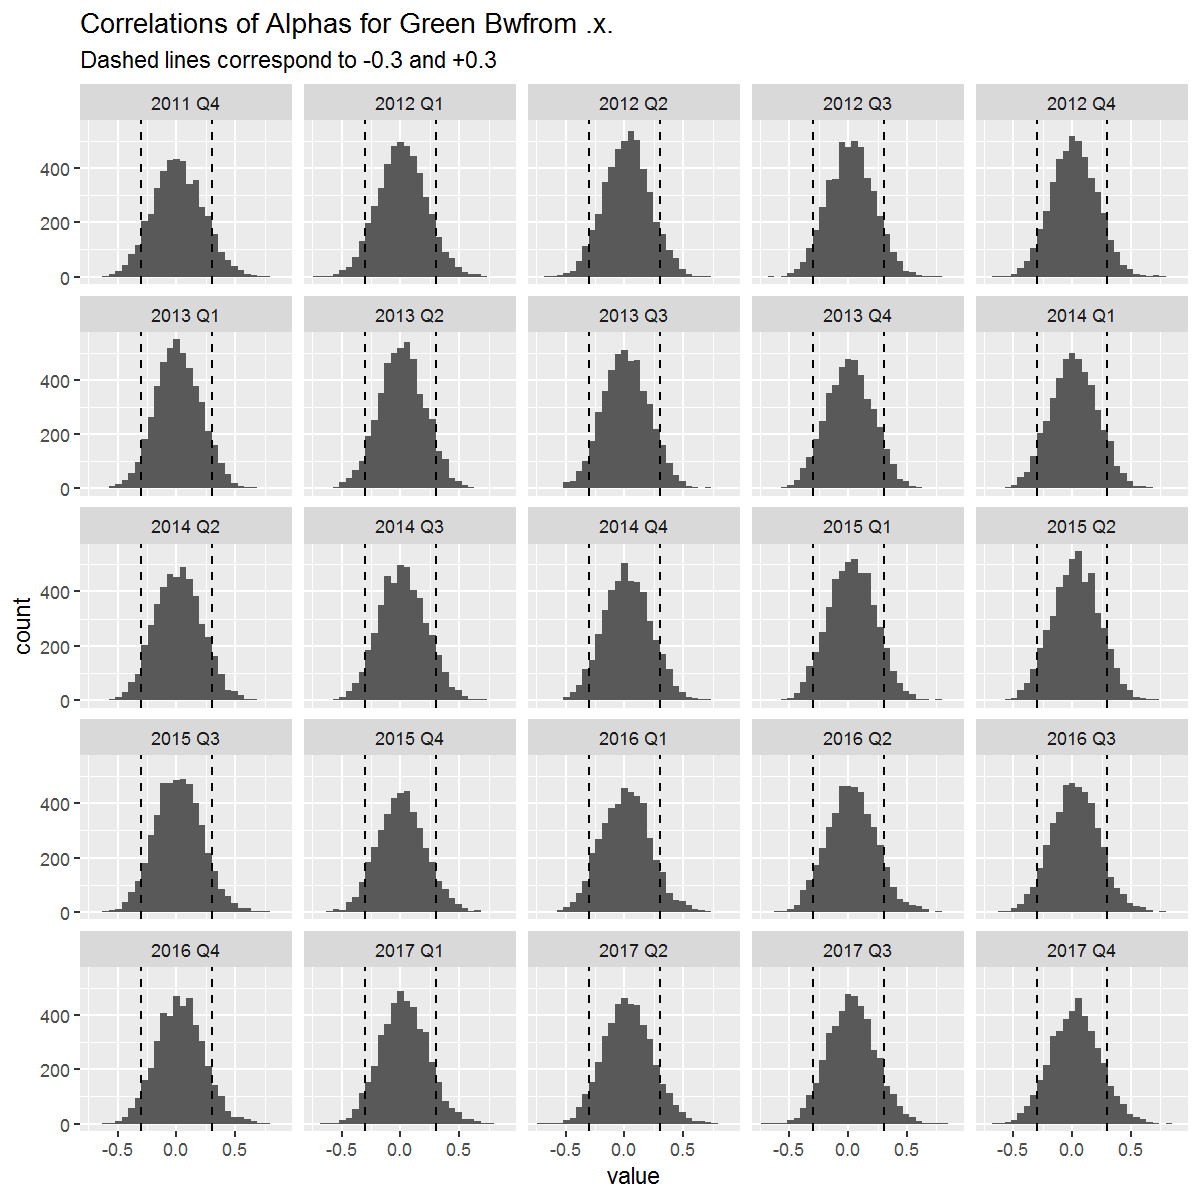 Correlations of Alphas for Green Bwfrom .x.
Dashed lines correspond to -0.3 and +0.3
2011 Q4 2012 Q1 2012 Q2 2012 Q3 2012 Q4
400
200
0
2013 Q1 2013 Q2 2013 Q3 2013 Q4 2014 Q1
400
200
0
2014 Q2 2014 Q3 2014 Q4 2015 Q1 2015 Q2
400
200
0
count
2015 Q3 2015 Q4 2016 Q1 2016 Q2 2016 Q3
400
200
0
2016 Q4 2017 Q1 2017 Q2 2017 Q3 2017 Q4
400
200
0
-0.5 0.0 0.5 -0.5 0.0 0.5 -0.5 0.0 0.5 -0.5 0.0 0.5 -0.5 0.0 0.5
value